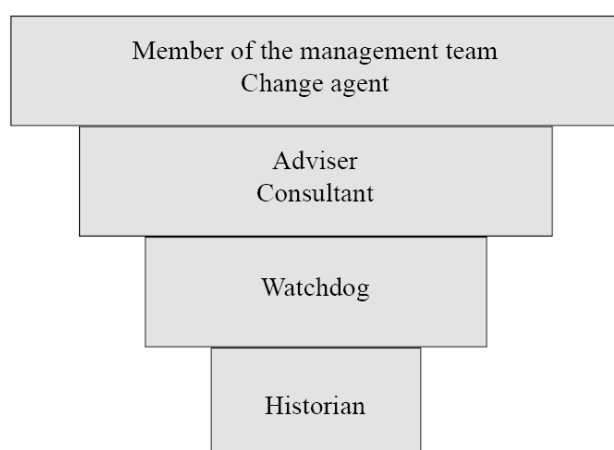 Member of the management team
Change agent
Adviser
Consultant
Watchdog
Historian